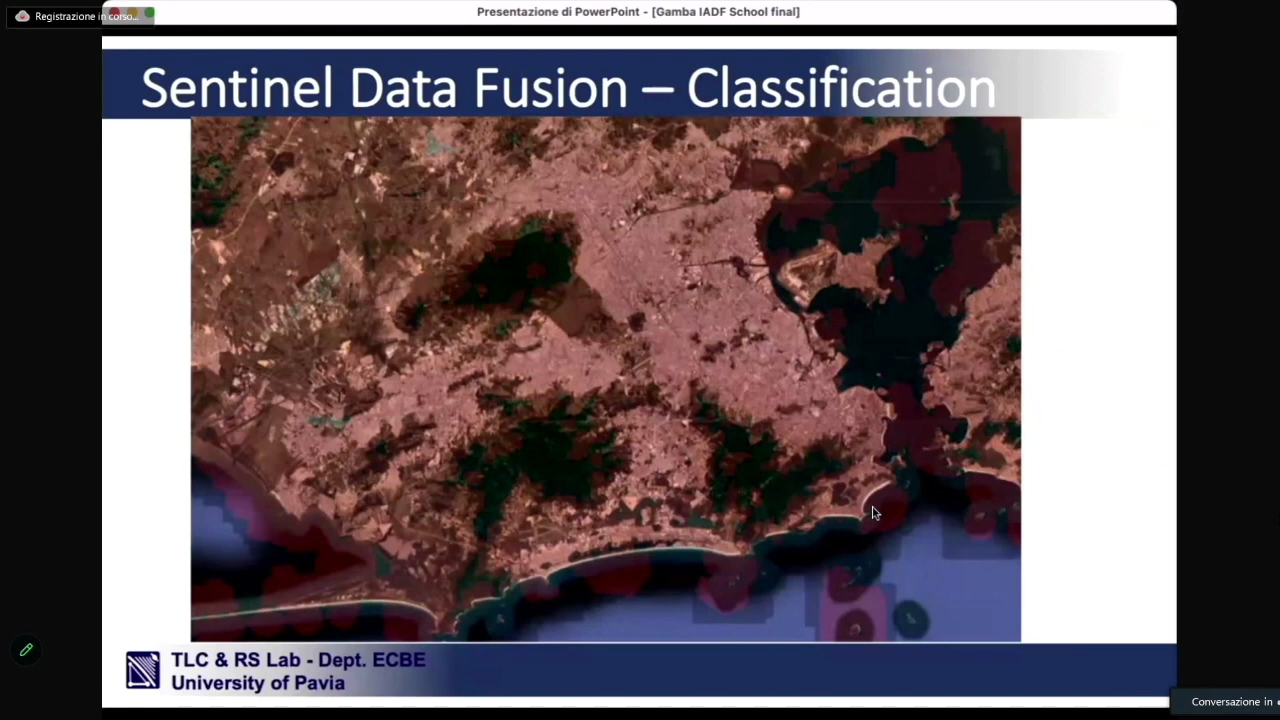 Registrazione in corso...
Presentazione di PowerPoint - [Gamba IADF School final]
Sentinel Data Fusion – Classification
TLC & RS Lab - Dept. ECBE
University of Pavia
Conversazione in